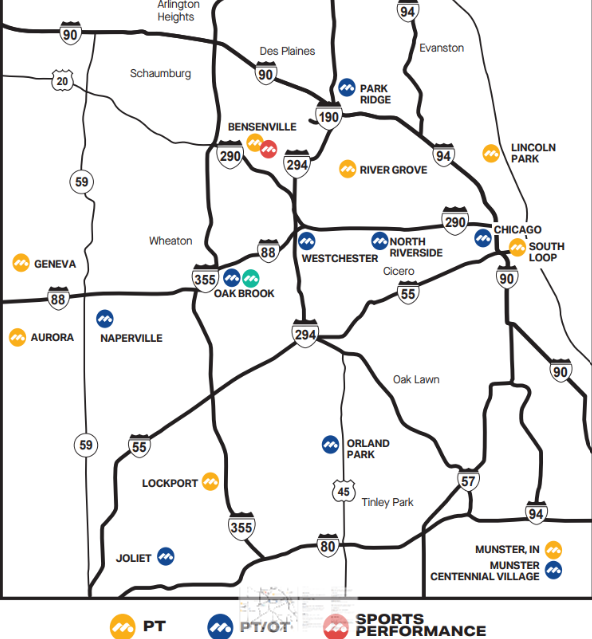 Arlington
Heights
94
90
Des Plaines
Evanston
90
Schaumburg
20
PARK
RIDGE
190
BENSENVILLE
290
294
94
LINCOLN
PARK
RIVER GROVE
59
290
CHICAGO
Wheaton
88
WESTCHESTER
NORTH
RIVERSIDE
SOUTH
LOOP
GENEVA
355
Cicero
90
OAK BROOK
55
88
NAPERVILLE
AURORA
294
90
Oak Lawn
59
55
ORLAND
PARK
LOCKPORT
57
45
Tinley Park
94
355
80
JOLIET
MUNSTER, IN
MUNSTER
CENTENNIAL VILLAGE
PT
PT/OT
SPORTS
PERFORMANCE